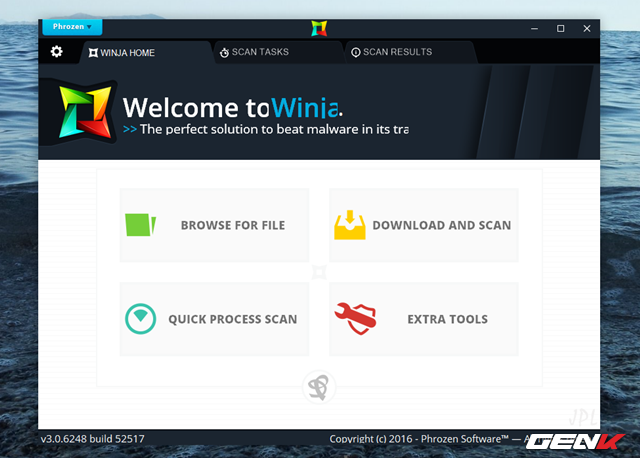 Phrozen
WINJA HOME
SCAN TASKS
SCAN RESULTS
Welcome to Winja.
>> The perfect solution to beat malware in its tra
BROWSE FOR FILE
DOWNLOAD AND SCAN
QUICK PROCESS SCAN
EXTRA TOOLS
JPL
v3.0.6248 build 52517
Copyright (c) 2016 - Phrozen Software™ — A
GENK